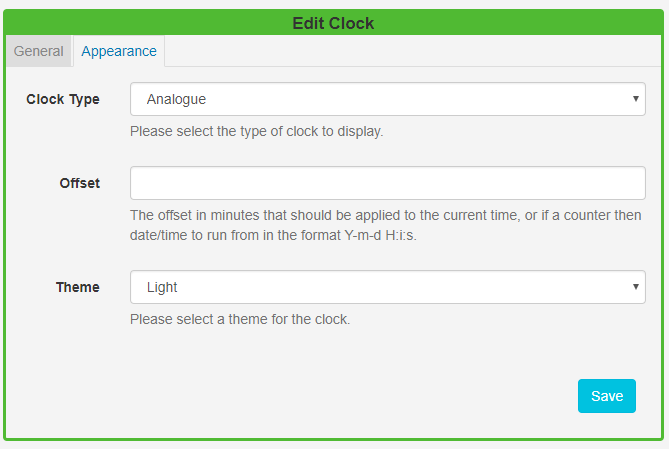 Edit Clock
General
Appearance
Clock Type
Analogue
Please select the type of clock to display.
Offset
The offset in minutes that should be applied to the current time, or if a counter then
date/time to run from in the format Y-m-d H:i:s.
Theme
Light
Please select a theme for the clock.
Save